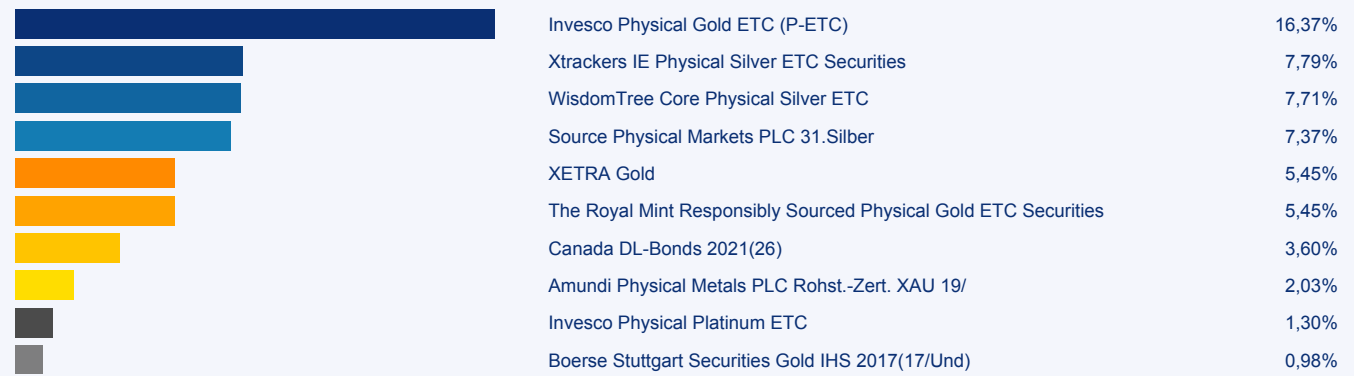 Invesco Physical Gold ETC (P-ETC) 16,37%
Xtrackers IE Physical Silver ETC Securities 7,79%
WisdomTree Core Physical Silver ETC 7,71%
Source Physical Markets PLC 31.Silber 7,37%
XETRA Gold 5,45%
The Royal Mint Responsibly Sourced Physical Gold ETC Securities 5,45%
Canada DL-Bonds 2021(26) 3,60%
Amundi Physical Metals PLC Rohst.-Zert. XAU 19/ 2,03%
Invesco Physical Platinum ETC 1,30%
Boerse Stuttgart Securities Gold IHS 2017(17/Und) 0,98%